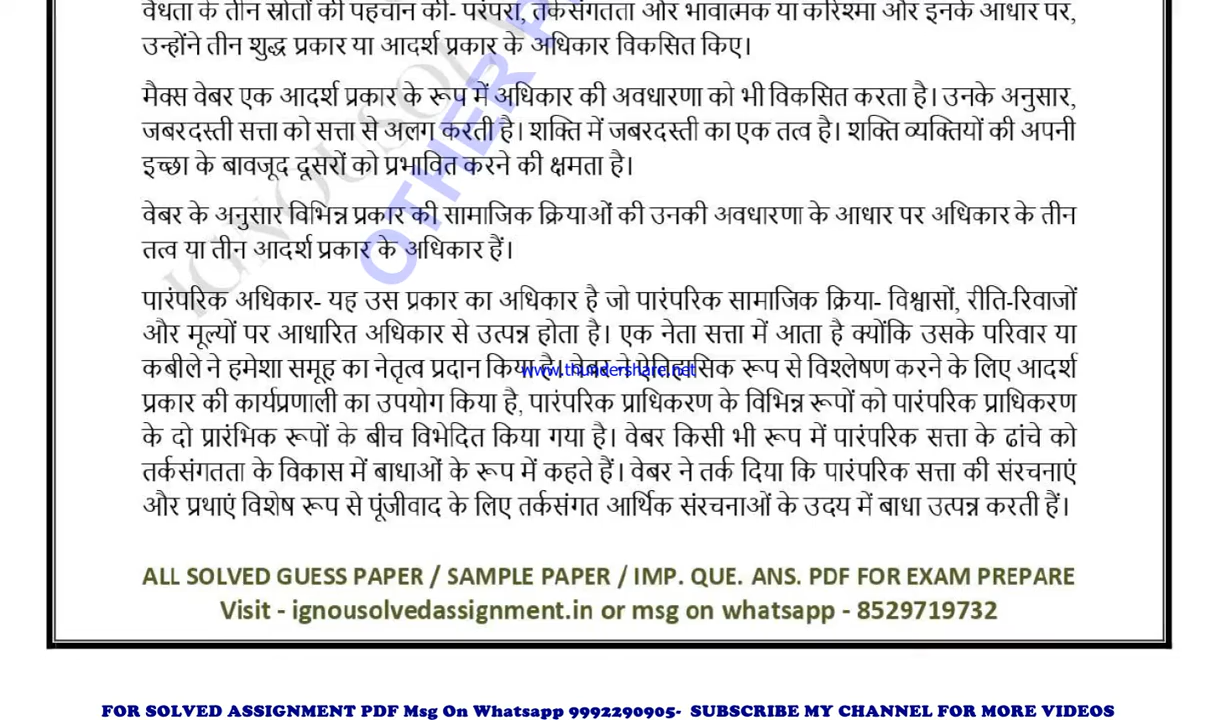 वैधता के तीन स्रोतों की पहचान की- परंपरा, तर्कसंगतता और भावात्मक या करिश्मा और इनके आधार पर,
उन्होंने तीन शुद्ध प्रकार या आदर्श प्रकार के अधिकार विकसित किए।
मैक्स वेबर एक आदर्श प्रकार के रूप में अधिकार की अवधारणा को भी विकसित करता है। उनके अनुसार,
जबरदस्ती सत्ता को सत्ता से अलग करती है। शक्ति में जबरदस्ती का एक तत्व है। शक्ति व्यक्तियों की अपनी
इच्छा के बावजूद दूसरों को प्रभावित करने की क्षमता है।
वेबर के अनुसार विभिन्न प्रकार की सामाजिक क्रियाओं की उनकी अवधारणा के आधार पर अधिकार के तीन
तत्व या तीन आदर्श प्रकार के अधिकार हैं।
पारंपरिक अधिकार- यह उस प्रकार का अधिकार है जो पारंपरिक सामाजिक क्रिया- विश्वासों, रीति-रिवाजों
और मूल्यों पर आधारित अधिकार से उत्पन्न होता है। एक नेता सत्ता में आता है क्योंकि उसके परिवार या
कबीले ने हमेशा समूह का नेतृत्व प्रदान किया है। वेबर ने ऐतिहासिक रूप से विश्लेषण करने के लिए आदर्श
www.thundershare.net
प्रकार की कार्यप्रणाली का उपयोग किया है, पारंपरिक प्राधिकरण के विभिन्न रूपों को पारंपरिक प्राधिकरण
के दो प्रारंभिक रूपों के बीच विभेदित किया गया है। वेबर किसी भी रूप में पारंपरिक सत्ता के ढांचे को
तर्कसंगतता के विकास में बाधाओं के रूप में कहते हैं। वेबर ने तर्क दिया कि पारंपरिक सत्ता की संरचनाएं
और प्रथाएं विशेष रूप से पूंजीवाद के लिए तर्कसंगत आर्थिक संरचनाओं के उदय में बाधा उत्पन्न करती हैं।
IGNOUSOL
OTHER P
ALL SOLVED GUESS PAPER / SAMPLE PAPER / IMP. QUE. ANS. PDF FOR EXAM PREPARE
Visit - ignousolvedassignment.in or msg on whatsapp - 8529719732
FOR SOLVED ASSIGNMENT PDF Msg On Whatsapp 9992290905- SUBSCRIBE MY CHANNEL FOR MORE VIDEOS